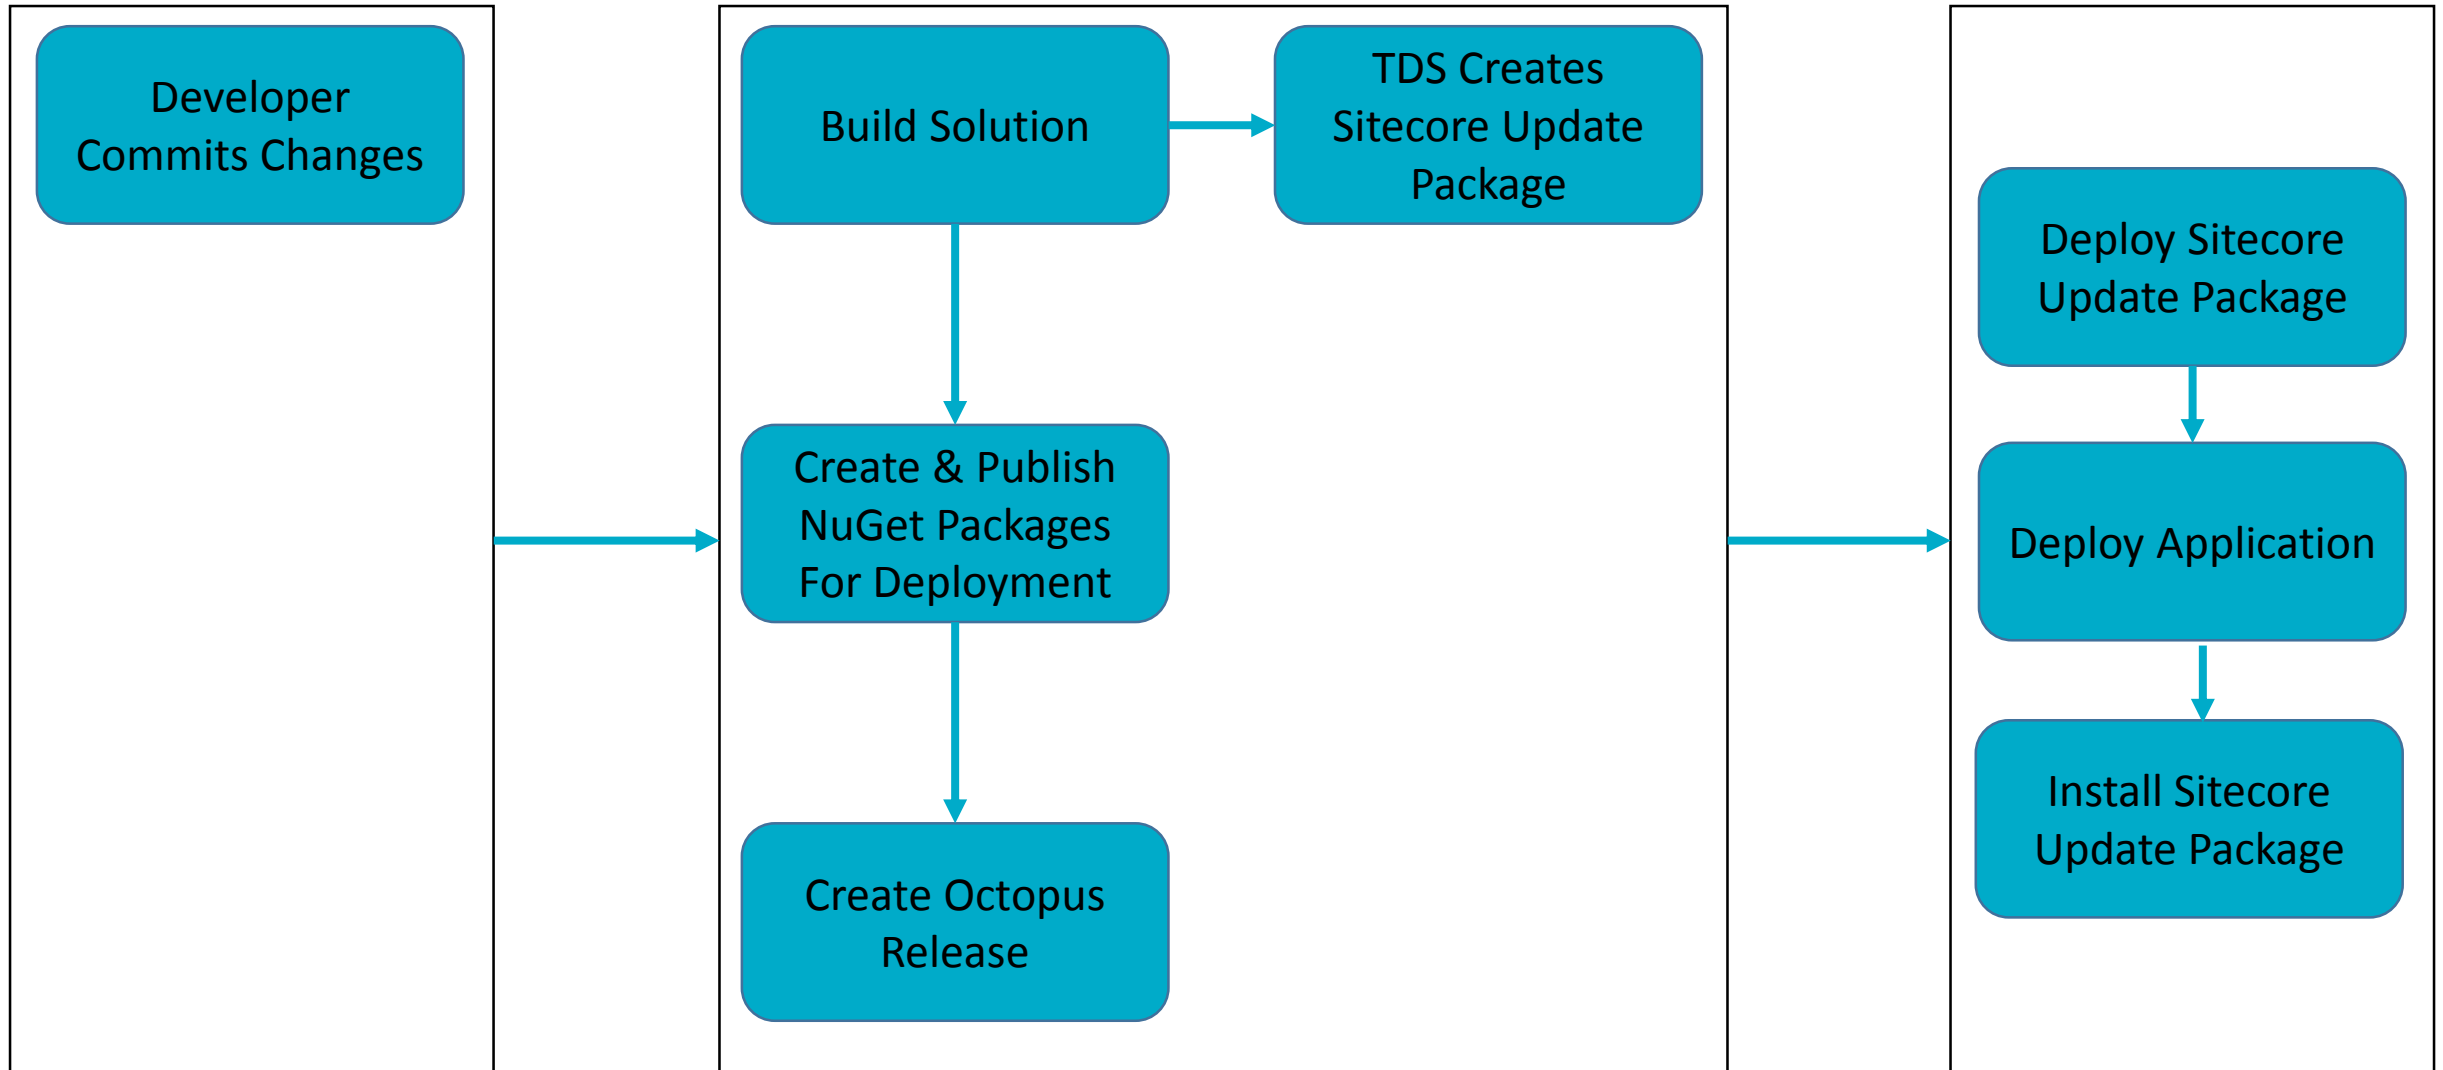 Developer
Commits Changes
Build Solution
TDS Creates
Sitecore Update
Package
Create & Publish
NuGet Packages
For Deployment
Create Octopus
Release
Deploy Sitecore
Update Package
Deploy Application
Install Sitecore
Update Package